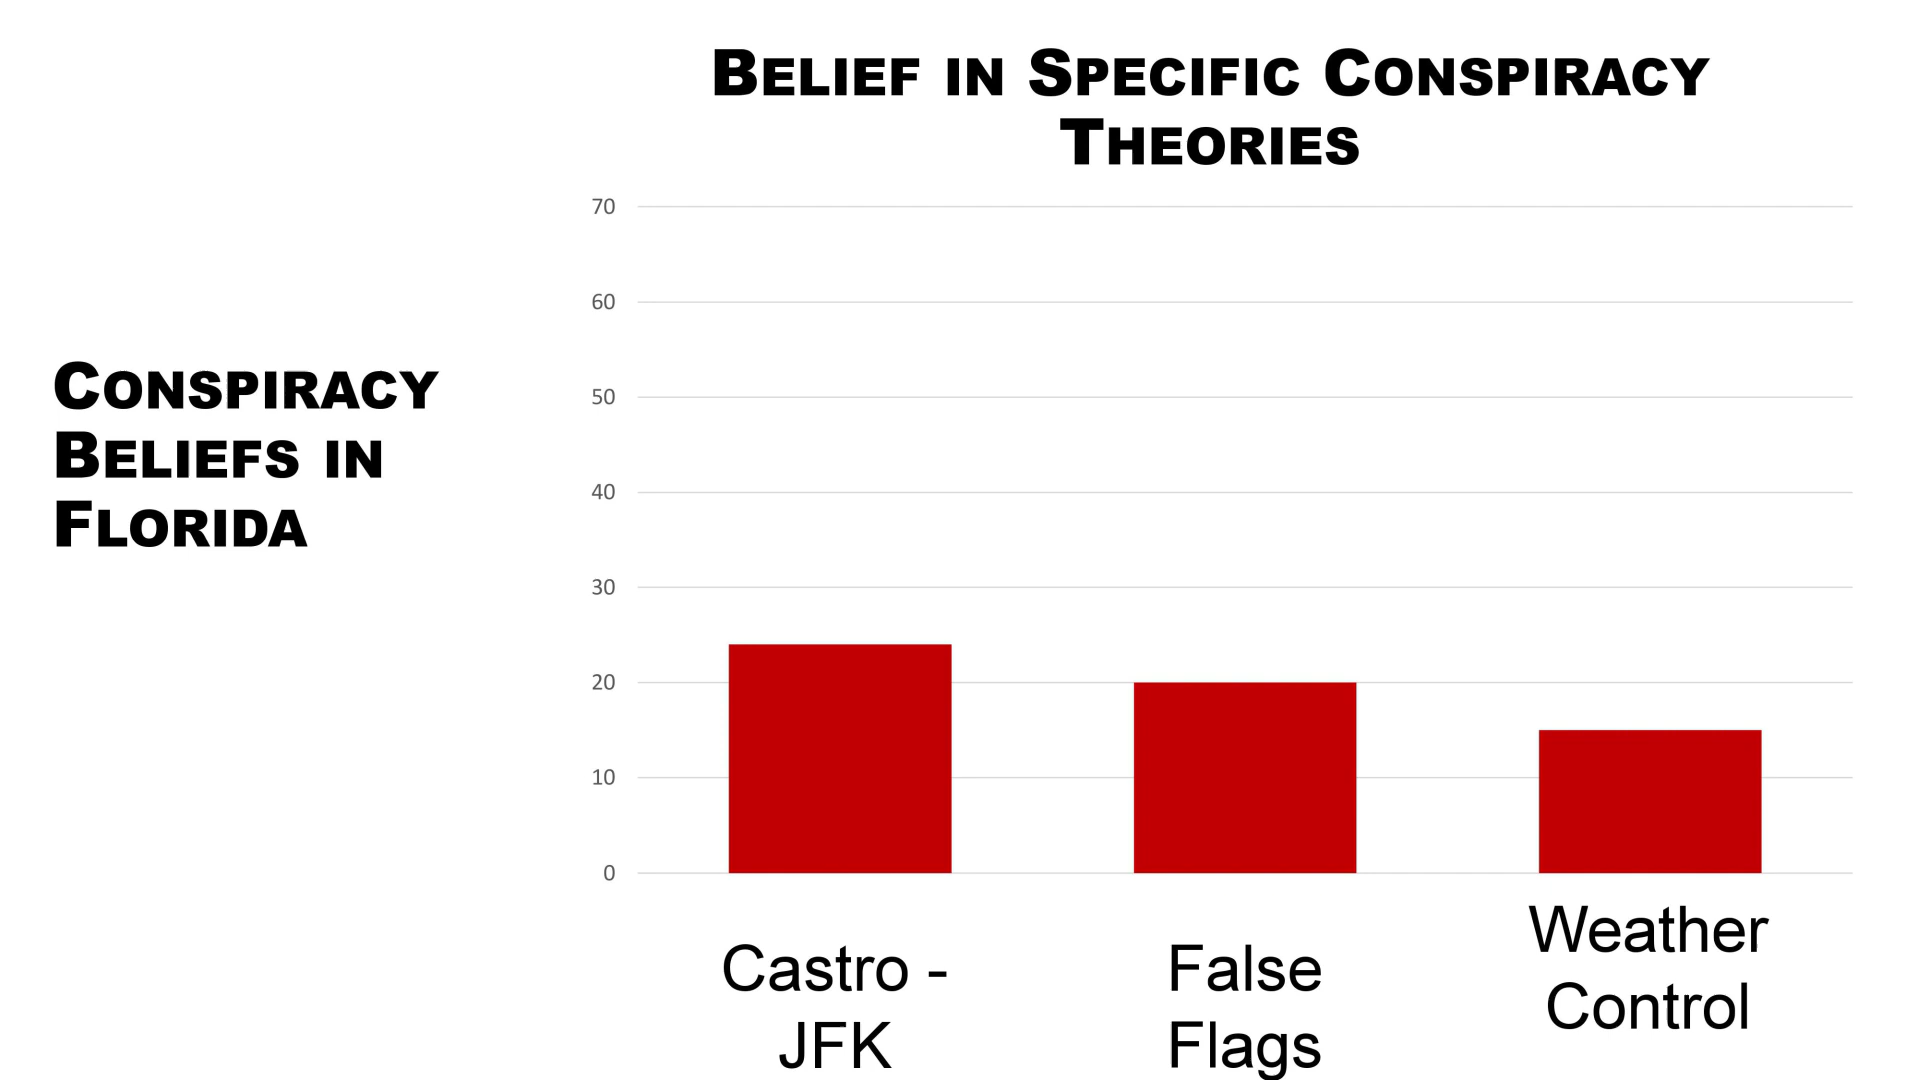 BELIEF IN SPECIFIC CONSPIRACY
THEORIES
CONSPIRACY
BELIEFS IN
FLORIDA
70
60
50
40
30
20
10
0
Castro -
JFK
False
Flags
Weather
Control